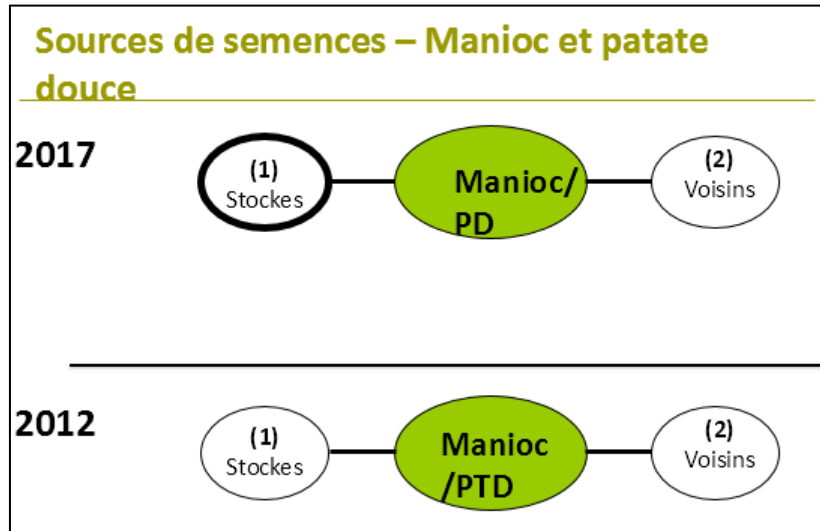 Sources de semences – Manioc et patate
douce
2017
(1)
Stockes
Manioc/
PD
(2)
Voisins
2012
(1)
Stockes
Manioc
/PTD
(2)
Voisins